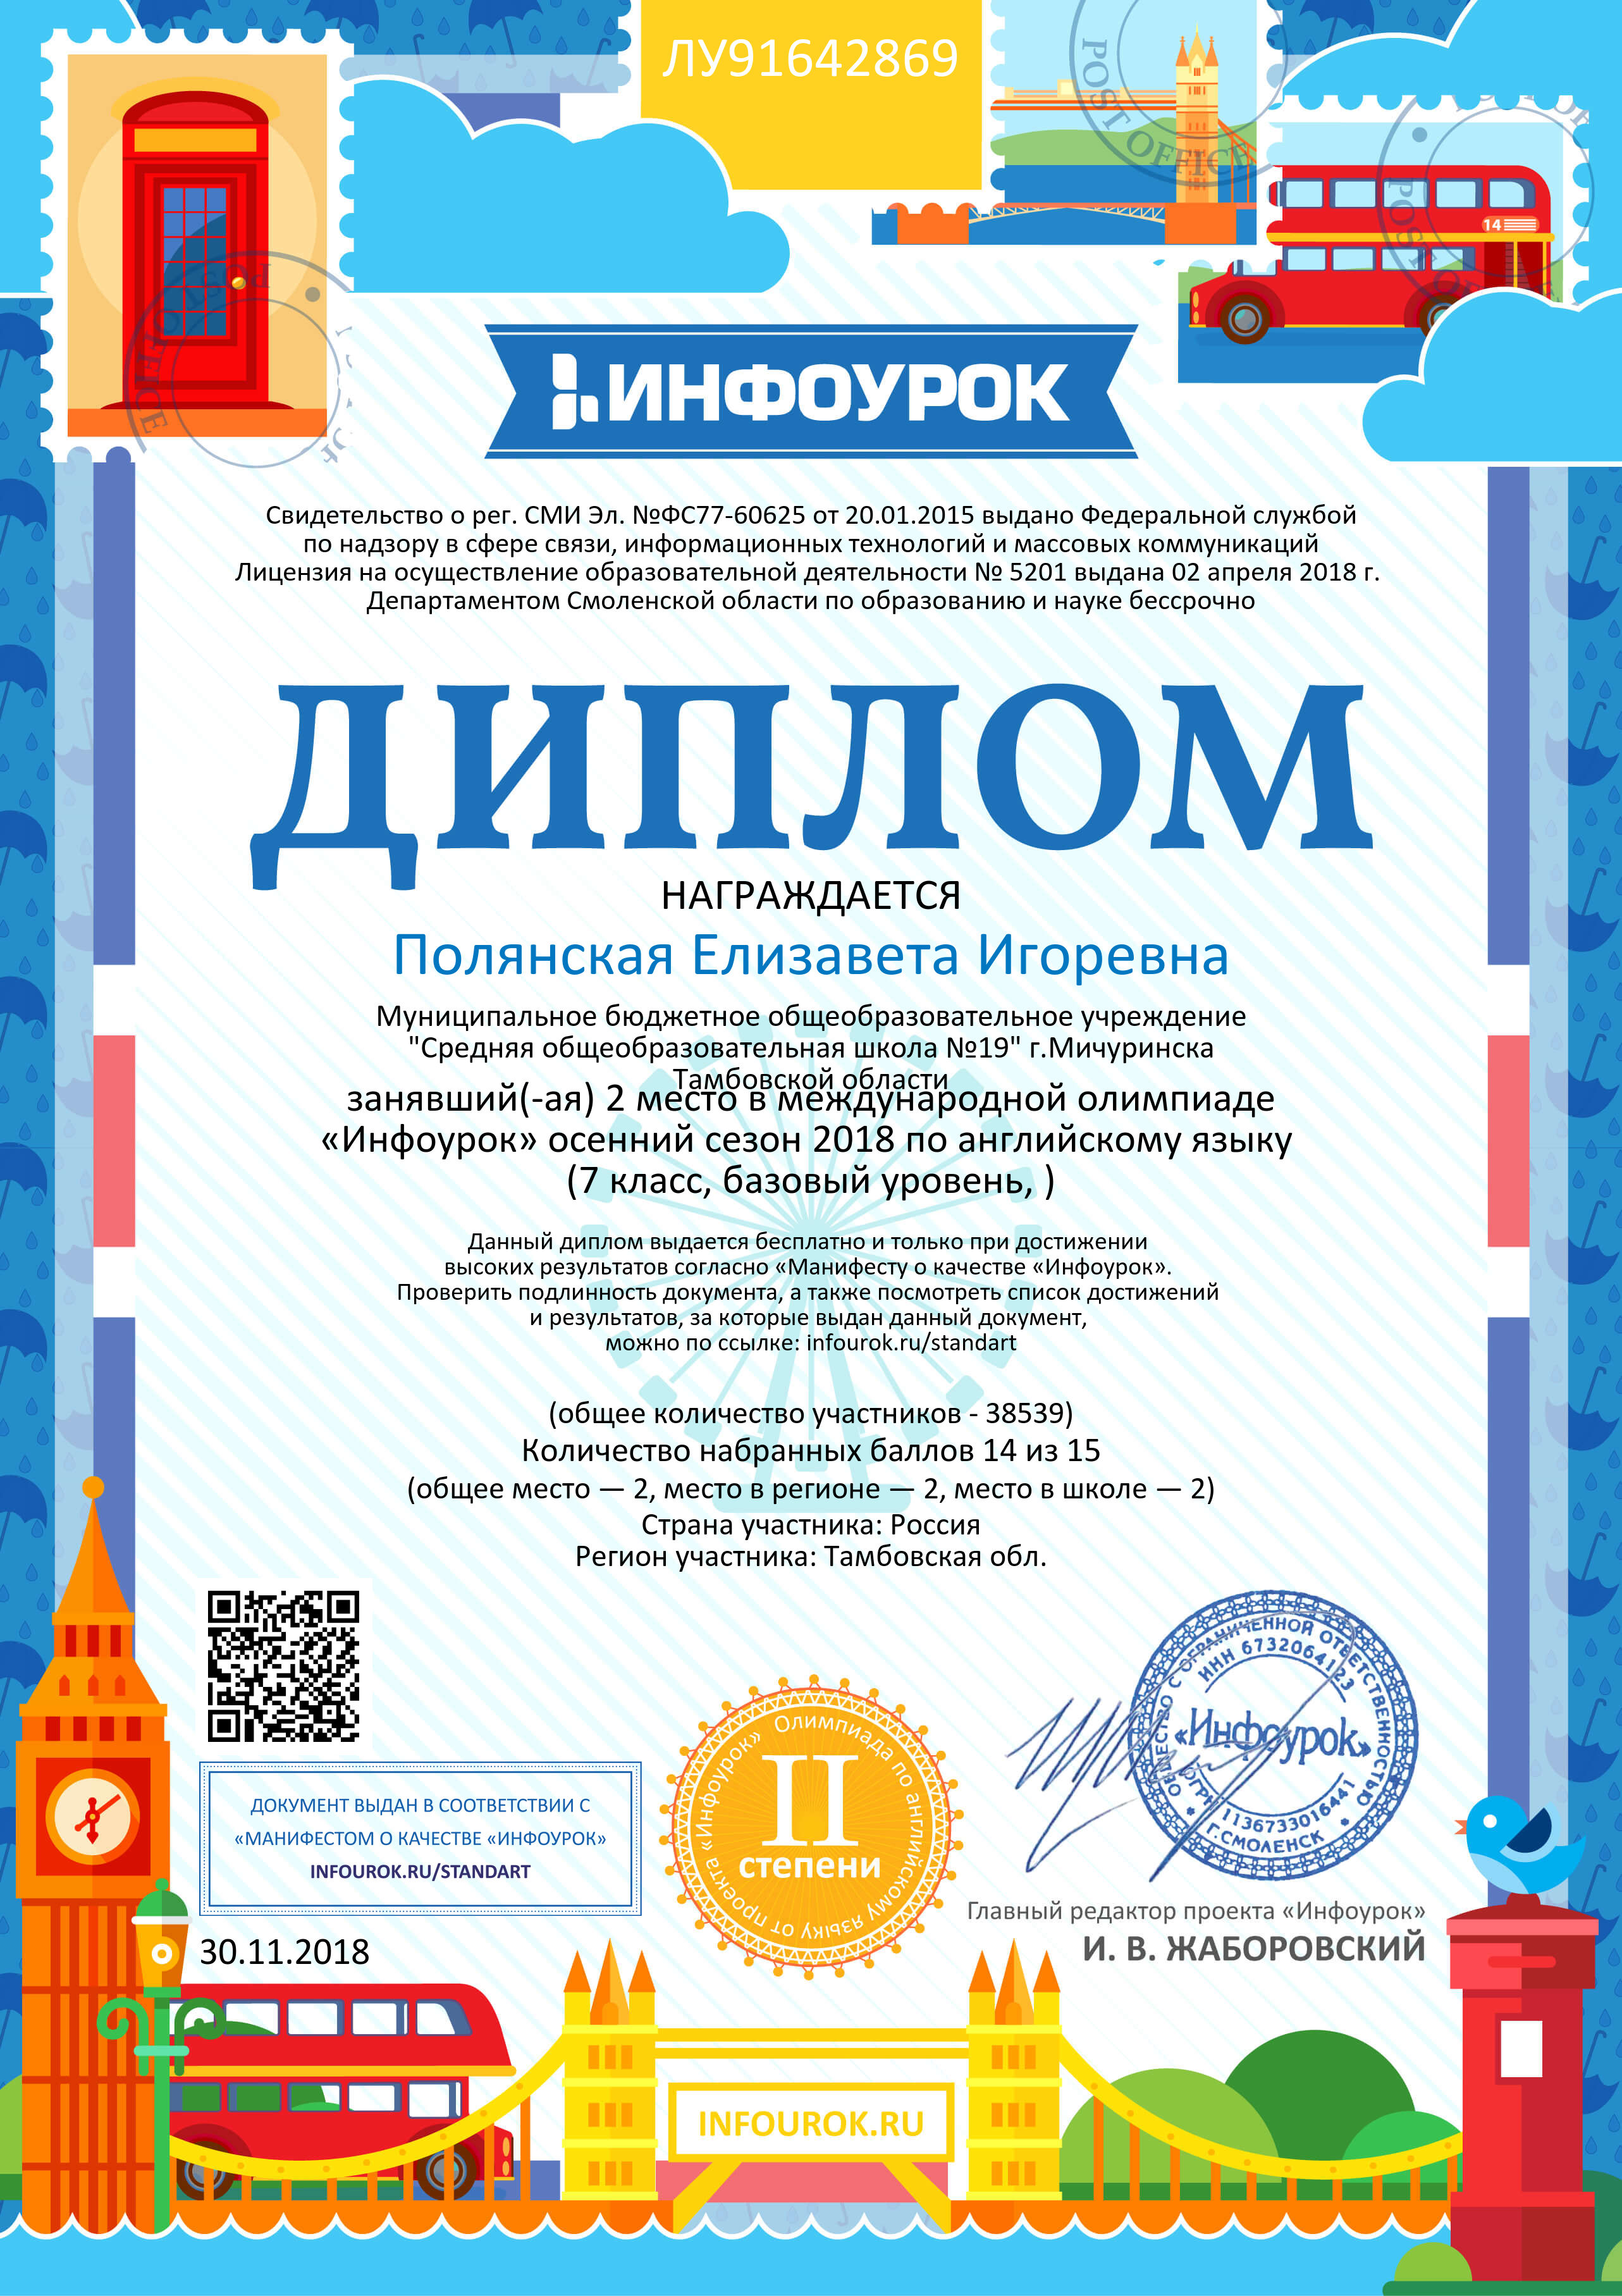 ЛУ91642869
POST OFFICE
POST OFFICE
14
ИНФОУРОК
Свидетельство о рег. СМИ Эл. №ФС77-60625 от 20.01.2015 выдано Федеральной службой
по надзору в сфере связи, информационных технологий и массовых коммуникаций
Лицензия на осуществление образовательной деятельности № 5201 выдана 02 апреля 2018 г.
Департаментом Смоленской области по образованию и науке бессрочно
ДИПЛОМ
НАГРАЖДАЕТСЯ
Полянская Елизавета Игоревна
Муниципальное бюджетное общеобразовательное учреждение
"Средняя общеобразовательная школа №19" г.Мичуринска
Тамбовской области
занявший(-ая) 2 место в международной олимпиаде
«Инфоурок» осенний сезон 2018 по английскому языку
(7 класс, базовый уровень, )
Данный диплом выдается бесплатно и только при достижении
высоких результатов согласно «Манифесту о качестве «Инфоурок».
Проверить подлинность документа, а также посмотреть список достижений
и результатов, за которые выдан данный документ,
можно по ссылке: infourok.ru/standart
(общее количество участников - 38539)
Количество набранных баллов 14 из 15
(общее место — 2, место в регионе — 2, место в школе — 2)
Страна участника: Россия
Регион участника: Тамбовская обл.
ДОКУМЕНТ ВЫДАН В СООТВЕТСТВИИ С
«МАНИФЕСТОМ О КАЧЕСТВЕ «ИНФОУРОК»
INFOUROK.RU/STANDART
30.11.2018
Олимпиада по английскому языку от проекта «Инфоурок»
II
степени
ОБЩЕСТВО С ОГРАНИЧЕННОЙ ОТВЕТСТВЕННОСТЬЮ
ИНН 6732064123
«Инфоурок»
ОГРН 1136733016441
Г.СМОЛЕНСК
Главный редактор проекта «Инфоурок»
И. В. ЖАБОРОВСКИЙ
INFOUROK.RU